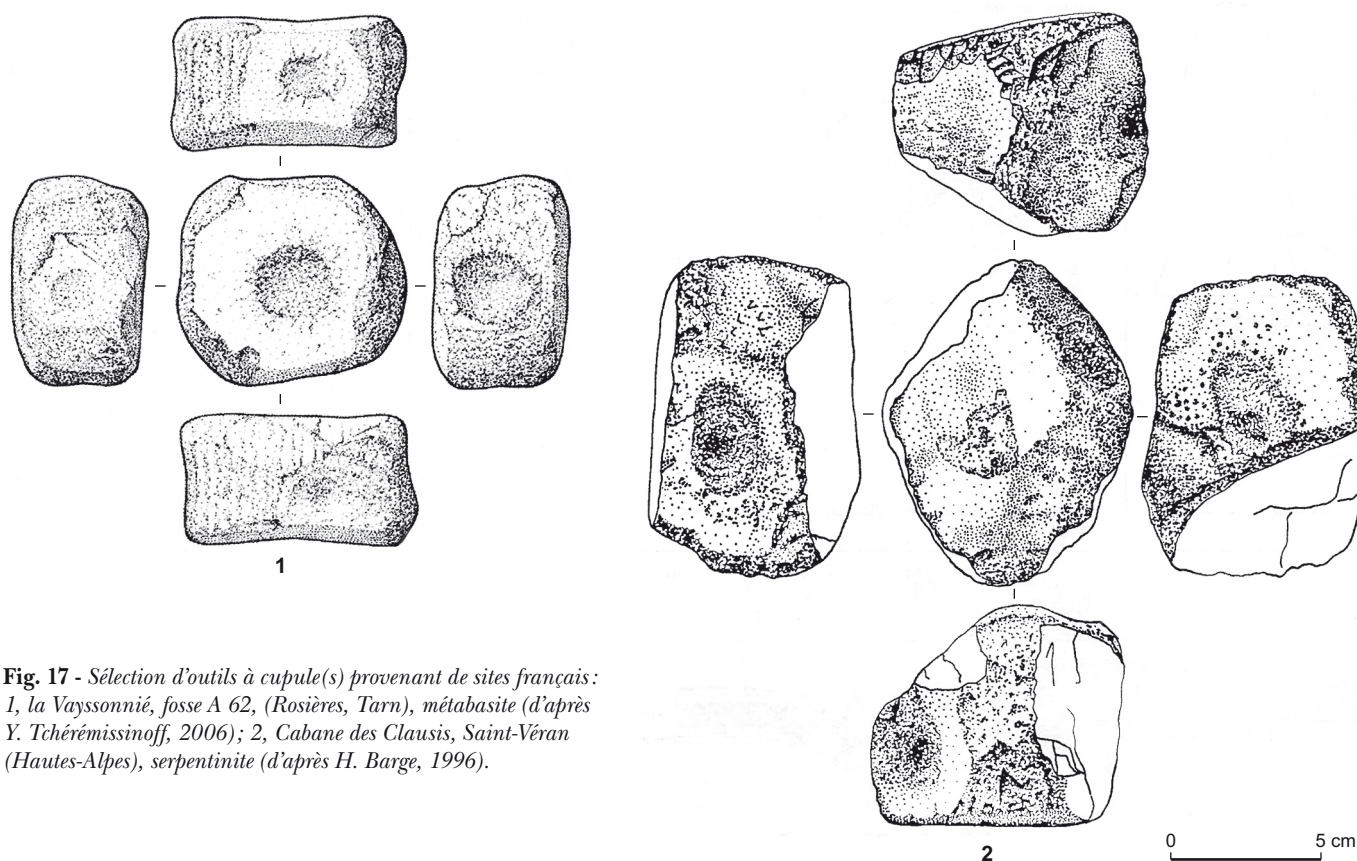 1
Fig. 17 - Sélection d'outils à cupule(s) provenant de sites français :
1, la Vayssonnié, fosse A 62, (Rosières, Tarn), métabasite (d'après
Y. Tchérémissinoff, 2006); 2, Cabane des Clausis, Saint-Véran
(Hautes-Alpes), serpentinite (d'après H. Barge, 1996).
2
0 5 cm